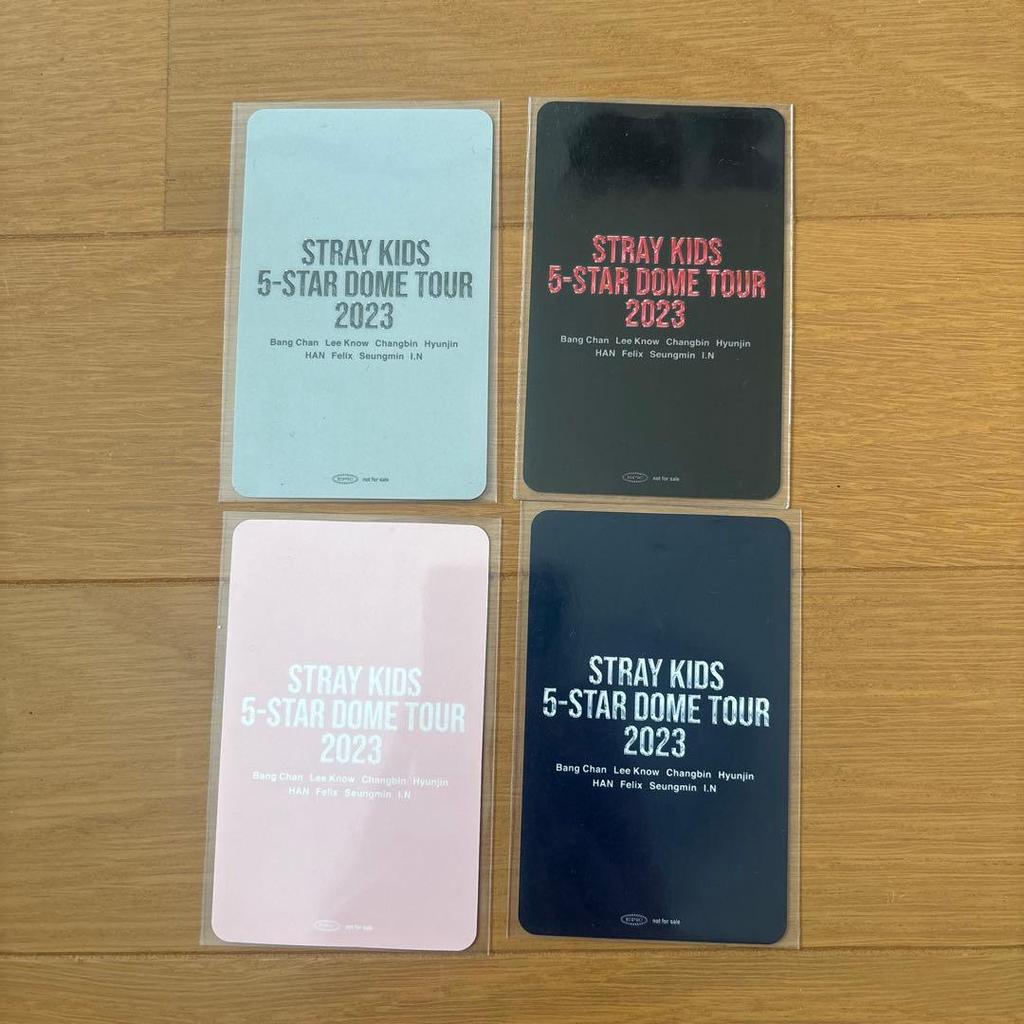 STRAY KIDS
5-STAR DOME TOUR
2023
Bang Chan Lee Know Changbin Hyunjin
HAN Felix Seungmin I.N
not for sale
STRAY KIDS
5-STAR DOME TOUR
2023
Bang Chan Lee Know Changbin Hyunjin
HAN Felix Seungmin I.N
not for sale
STRAY KIDS
5-STAR DOME TOUR
2023
Bang Chan Lee Know Changbin Hyunjin
HAN Felix Seungmin I.N
not for sale
STRAY KIDS
5-STAR DOME TOUR
2023
Bang Chan Lee Know Changbin Hyunjin
HAN Felix Seungmin I.N
not for sale